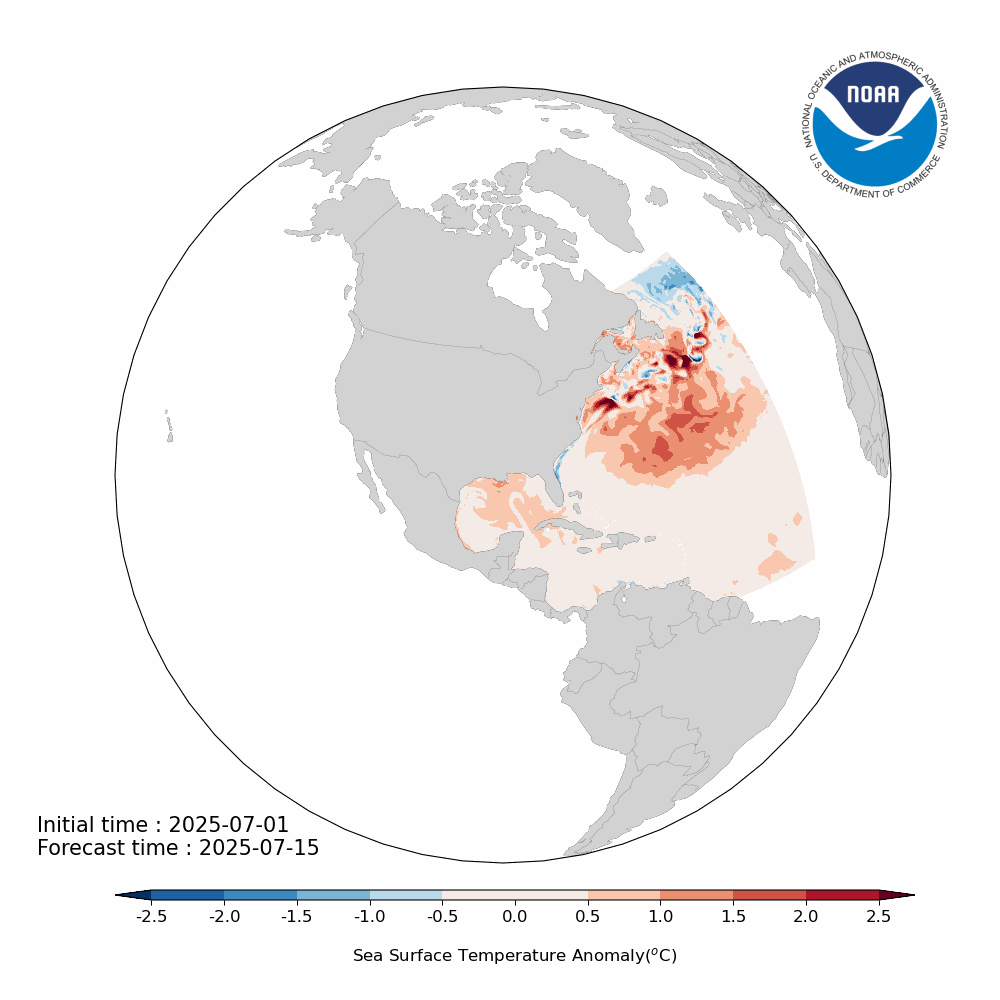 NATIONAL OCEANIC AND ATMOSPHERIC ADMINISTRATION
NOAA
U.S. DEPARTMENT OF COMMERCE
Initial time : 2025-07-01
Forecast time : 2025-07-15
-2.5 -2.0 -1.5 -1.0 -0.5 0.0 0.5 1.0 1.5 2.0 2.5
Sea Surface Temperature Anomaly(°C)